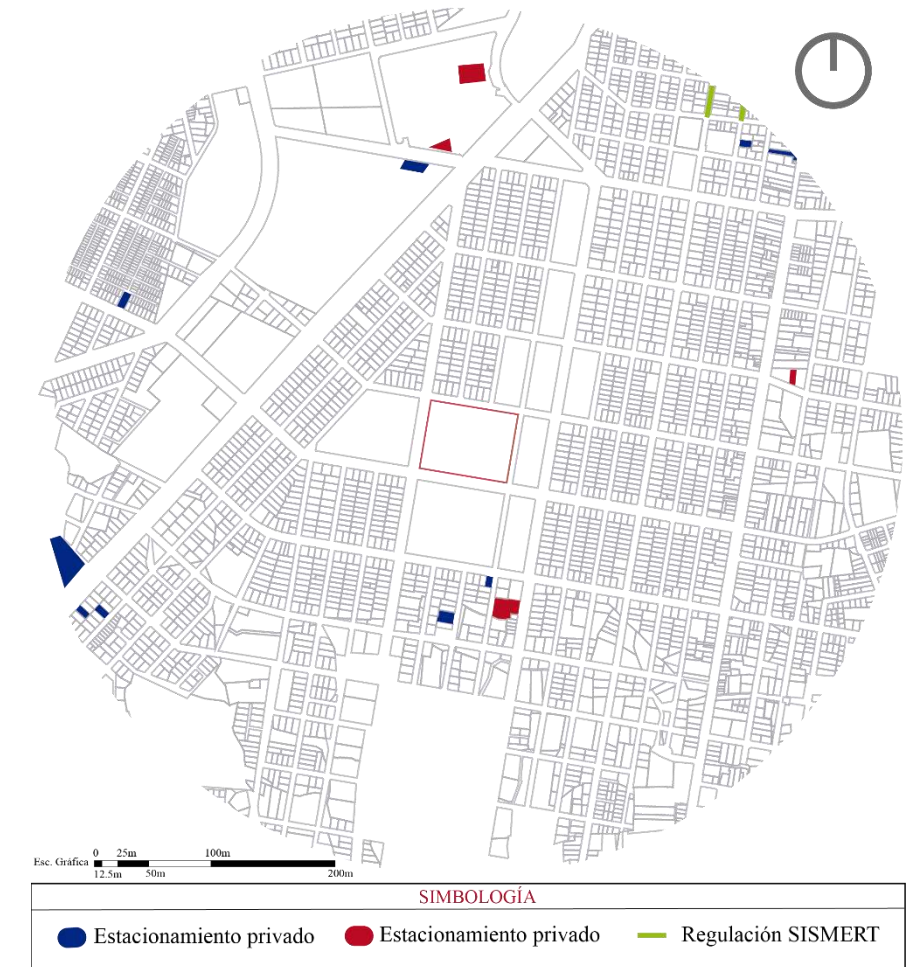 0 25m 100m
Esc. Gráfica
12.5m 50m 200m
SIMBOLOGÍA
Estacionamiento privado Estacionamiento privado Regulación SISMERT